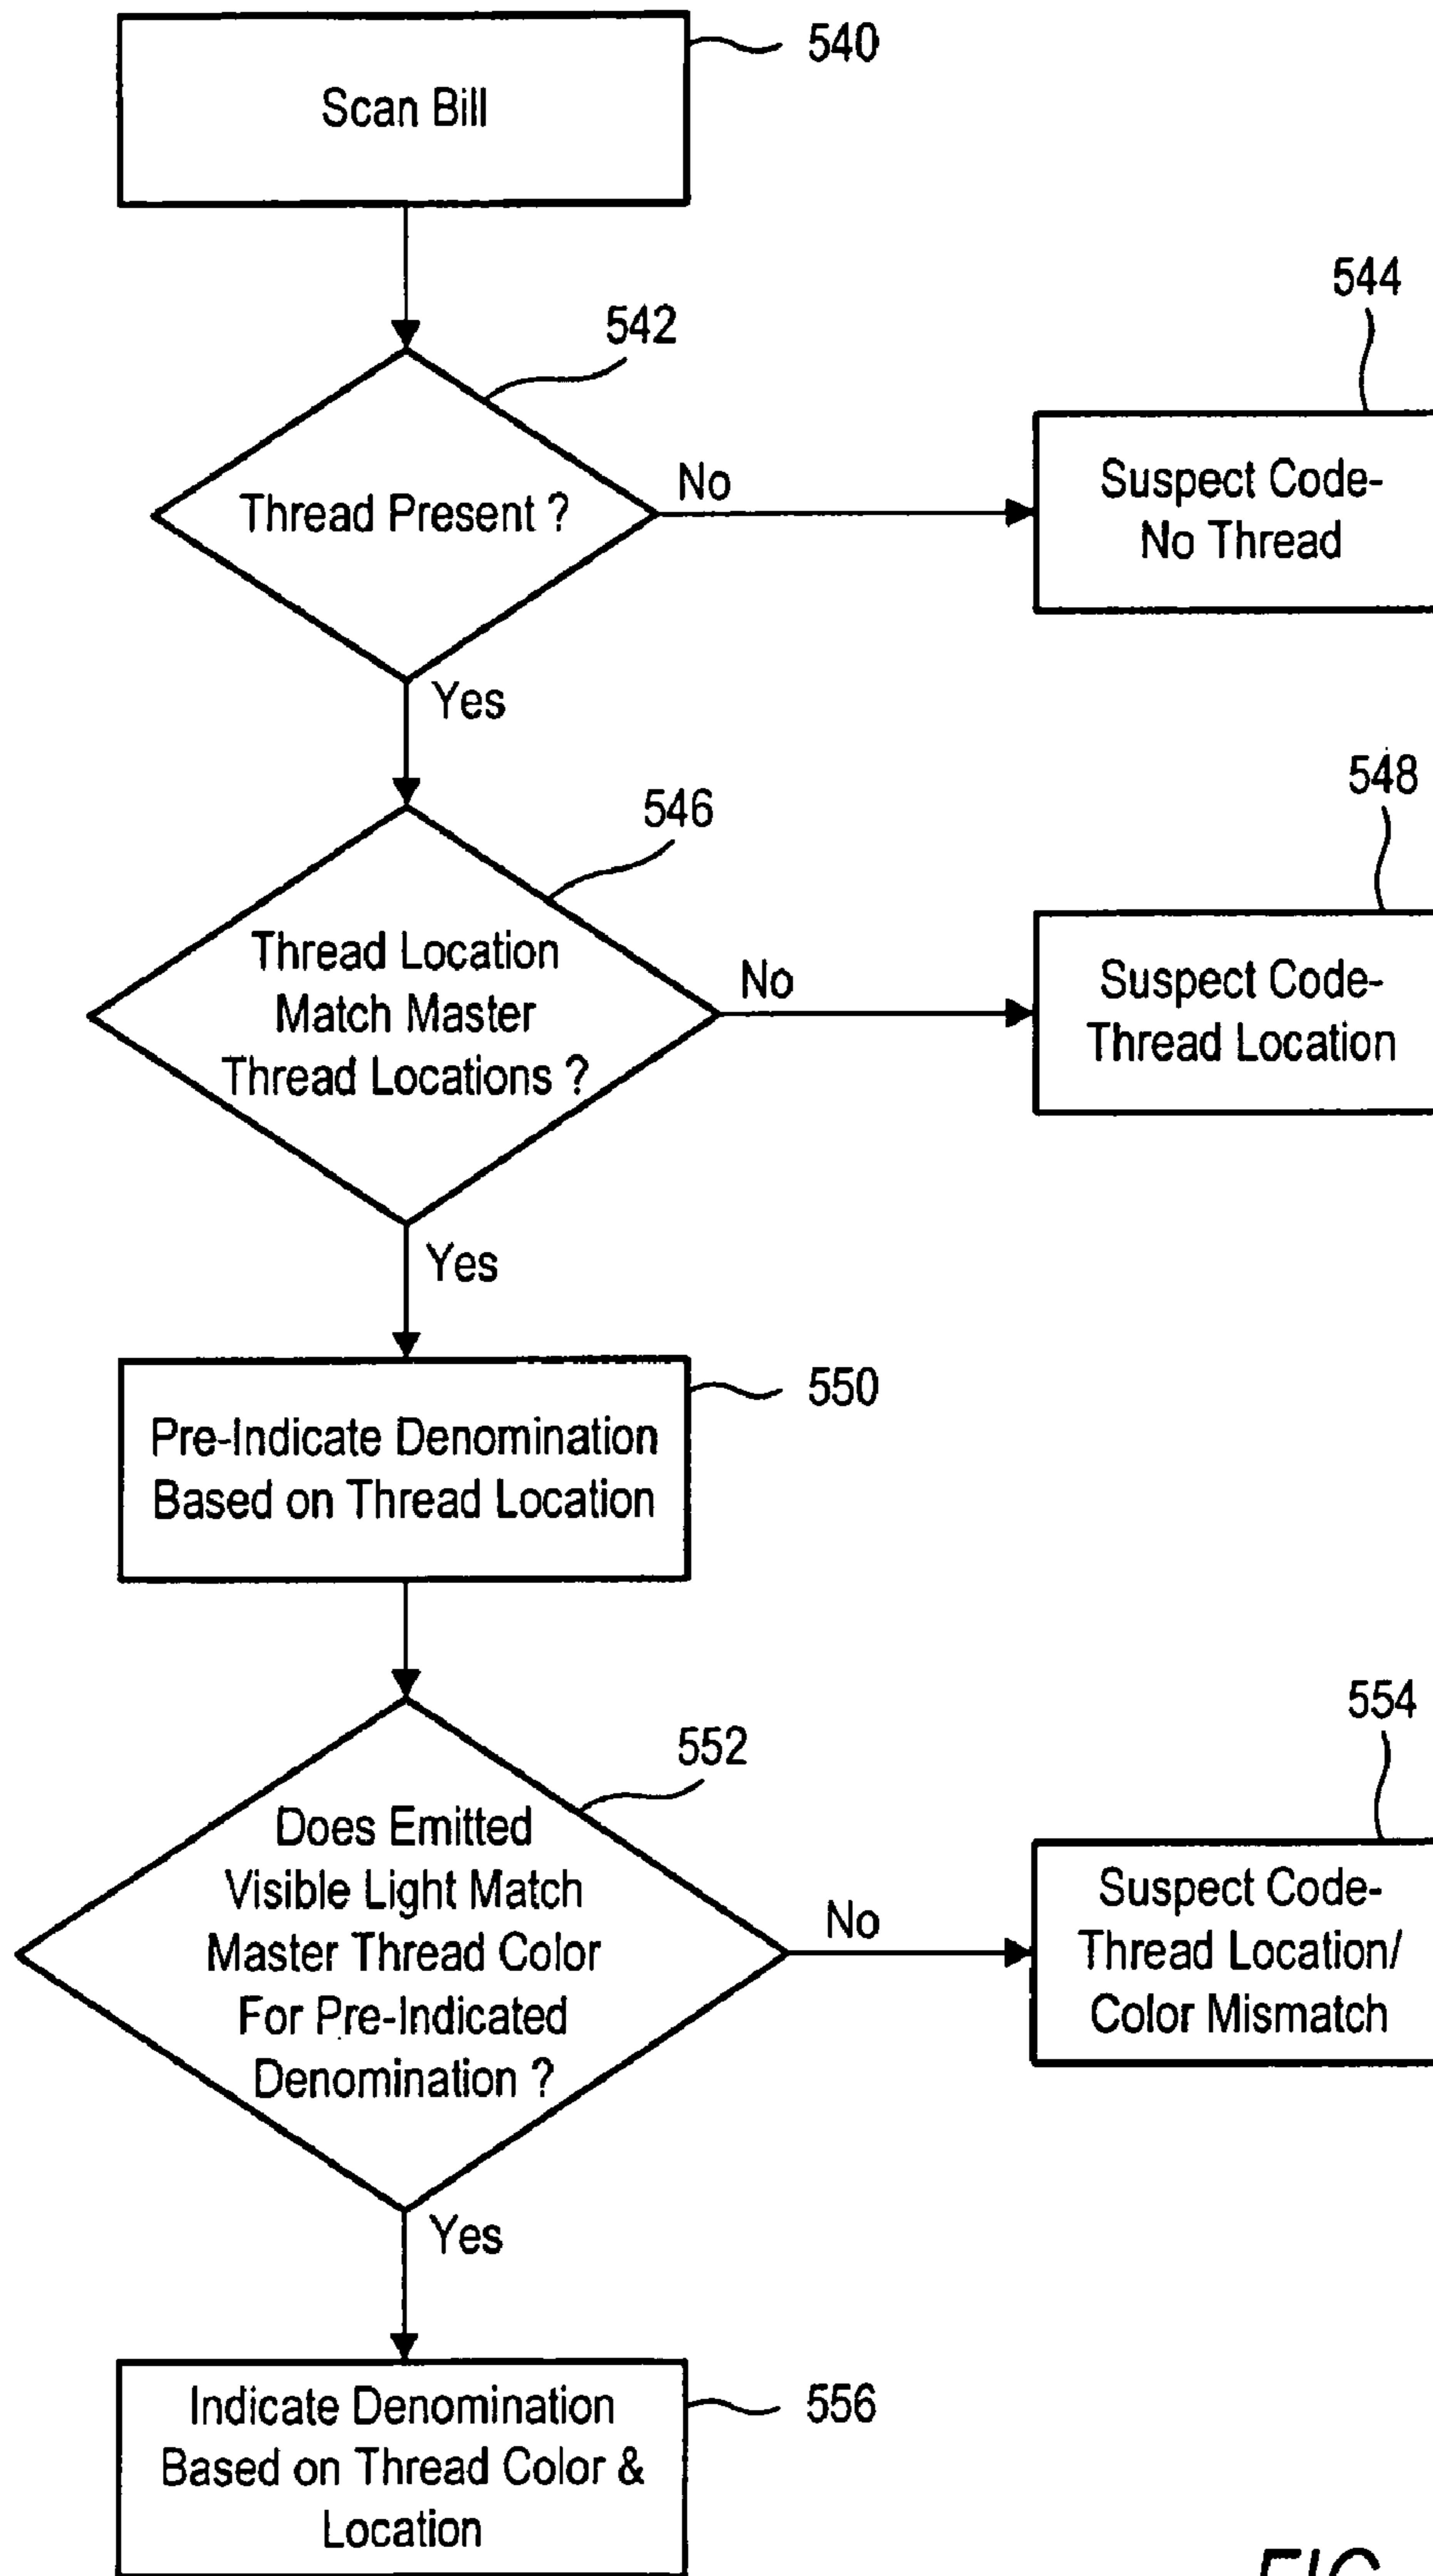 540
Scan Bill
542
544
Thread Present ?
No
Suspect Code-
No Thread
Yes
546
548
Thread Location
Match Master
Thread Locations ?
No
Suspect Code-
Thread Location
Yes
550
Pre-Indicate Denomination
Based on Thread Location
552
554
Does Emitted
Visible Light Match
Master Thread Color
For Pre-Indicated
Denomination ?
No
Suspect Code-
Thread Location/
Color Mismatch
Yes
556
Indicate Denomination
Based on Thread Color &
Location